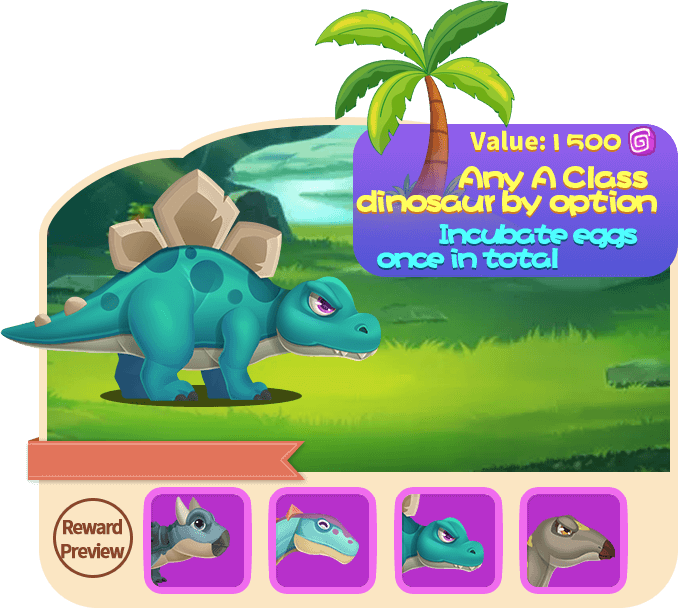 Value: 1500
Any A Class
dinosaur by option
Incubate eggs
once in total
Reward
Preview